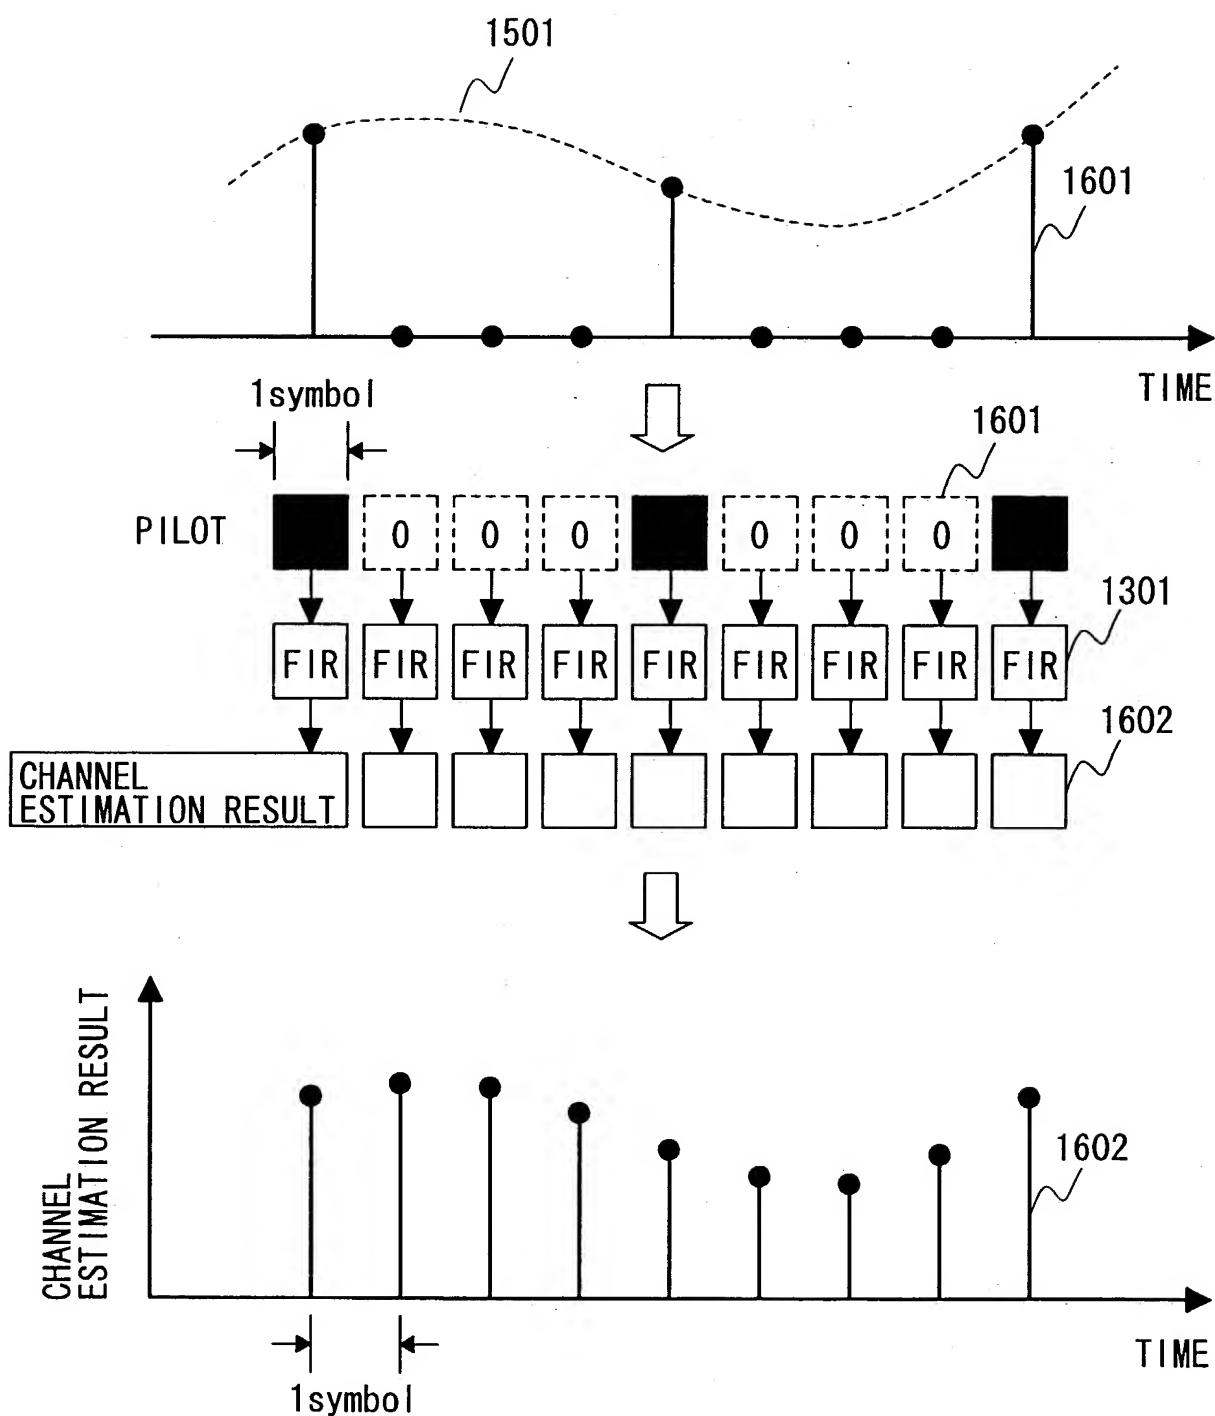 1501
1601
TIME
1symbol
1601
PILOT
0 0 0 0 0 0
1301
FIR FIR FIR FIR FIR FIR FIR FIR FIR
1602
CHANNEL
ESTIMATION RESULT
CHANNEL
ESTIMATION RESULT
1602
TIME
1symbol